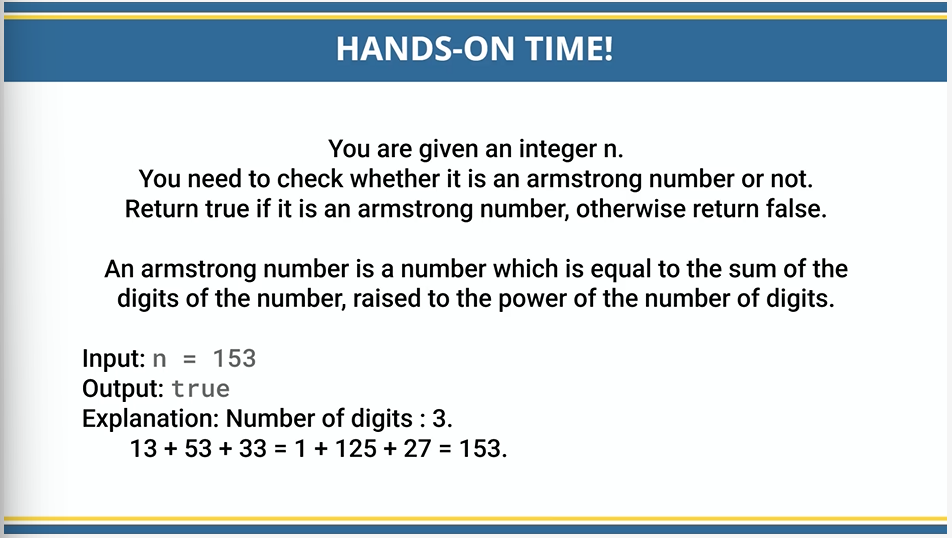 HANDS-ON TIME!
You are given an integer n.
You need to check whether it is an armstrong number or not.
Return true if it is an armstrong number, otherwise return false.
An armstrong number is a number which is equal to the sum of the
digits of the number, raised to the power of the number of digits.
Input: n = 153
Output: true
Explanation: Number of digits : 3.
13 + 53 + 33 = 1 + 125 + 27 = 153.